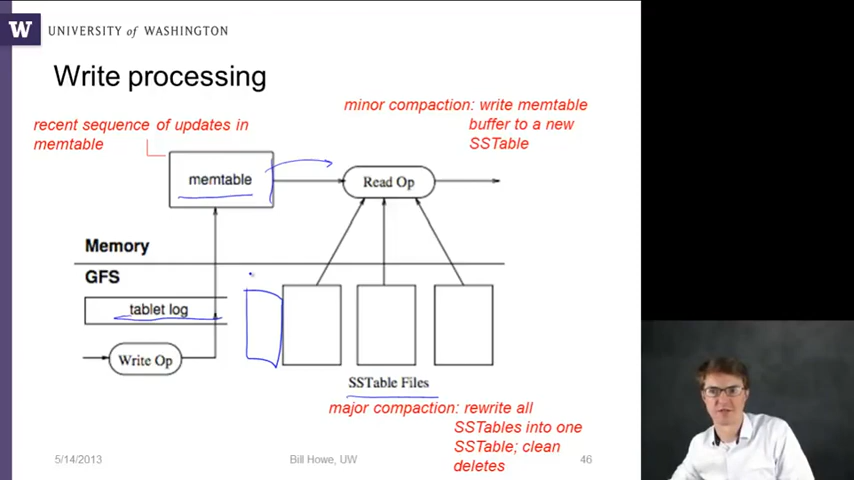 W UNIVERSITY of WASHINGTON
Write processing
minor compaction: write memtable
buffer to a new
SSTable
recent sequence of updates in
memtable
memtable
Read Op
Memory
GFS
tablet log
Write Op
SSTable Files
major compaction: rewrite all
SSTables into one
SSTable; clean
deletes
5/14/2013
Bill Howe, UW
46